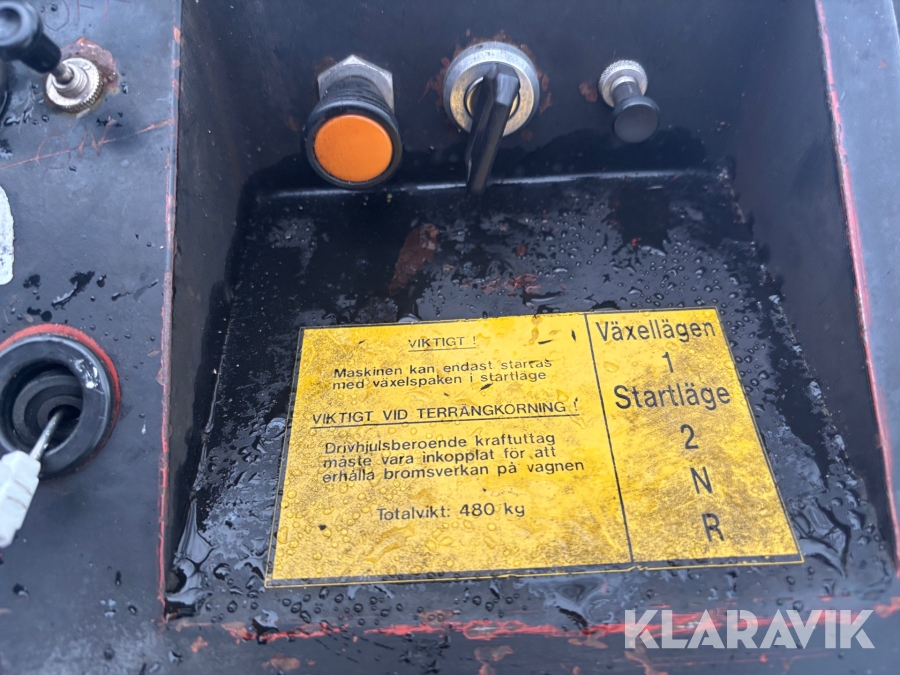 VIKTIGT !
Maskinen kan endast startas
med växelspaken i startläge
VIKTIGT VID TERRÄNGKÖRNING !
Drivhjulsberoende kraftuttag
måste vara inkopplat för att
erhålla bromsverkan på vagnen
Totalvikt: 480 kg
Växellägen
1
Startläge
2
N
R
KLARAVIK